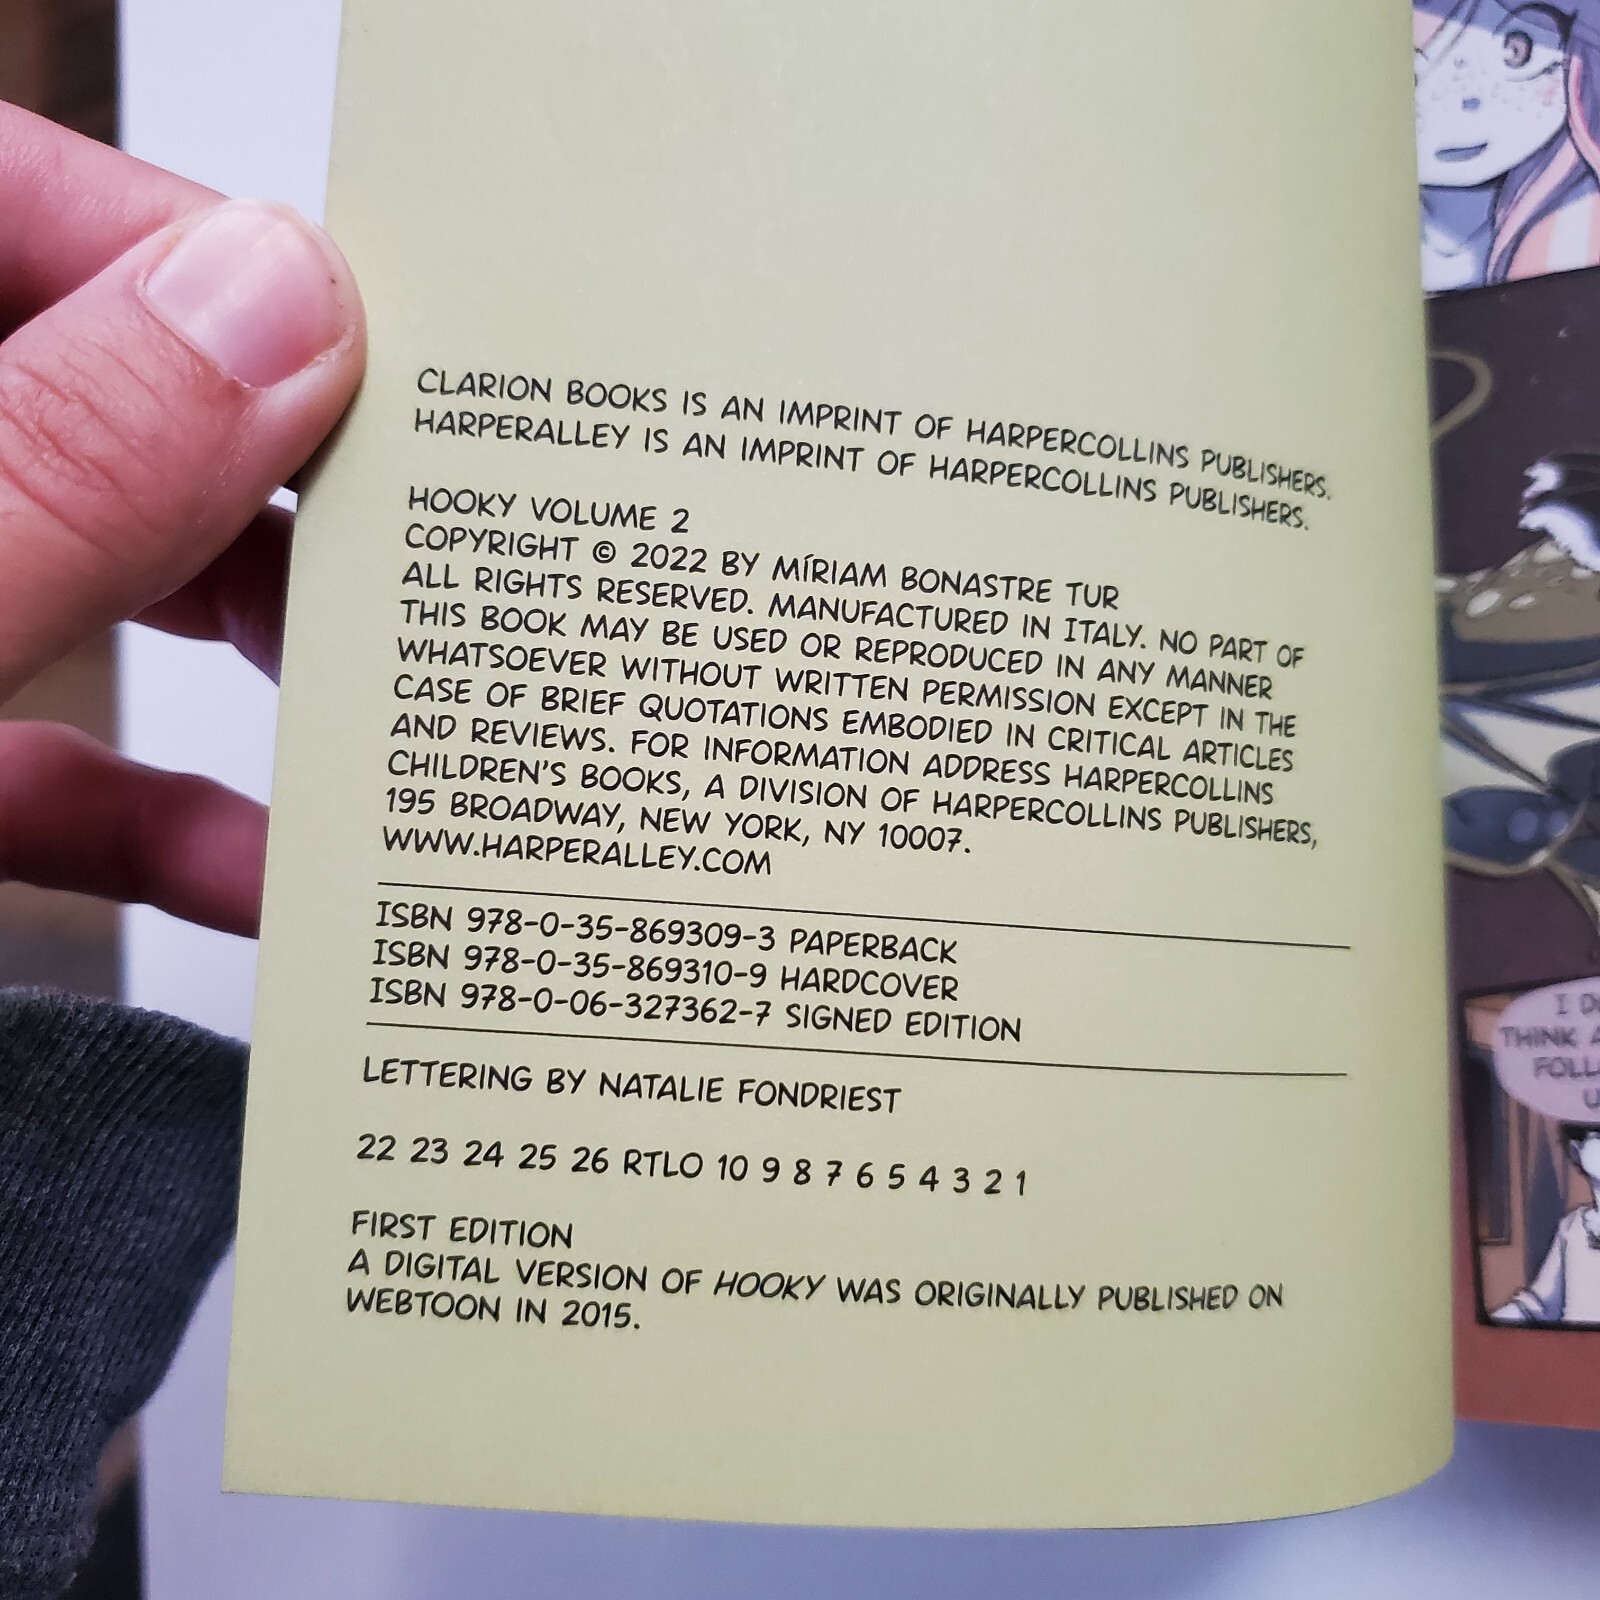 CLARION BOOKS IS AN IMPRINT OF HARPERCOLLINS PUBLISHERS.
HARPERALLEY IS AN IMPRINT OF HARPERCOLLINS PUBLISHERS.
HOOKY VOLUME 2
COPYRIGHT © 2022 BY MÍRIAM BONASTRE TUR
ALL RIGHTS RESERVED. MANUFACTURED IN ITALY. NO PART OF
THIS BOOK MAY BE USED OR REPRODUCED IN ANY MANNER
WHATSOEVER WITHOUT WRITTEN PERMISSION EXCEPT IN THE
CASE OF BRIEF QUOTATIONS EMBODIED IN CRITICAL ARTICLES
AND REVIEWS. FOR INFORMATION ADDRESS HARPERCOLLINS
CHILDREN'S BOOKS, A DIVISION OF HARPERCOLLINS PUBLISHERS,
195 BROADWAY, NEW YORK, NY 10007.
WWW.HARPERALLEY.COM
ISBN 978-0-35-869309-3 PAPERBACK
ISBN 978-0-35-869310-9 HARDCOVER
ISBN 978-0-06-327362-7 SIGNED EDITION
LETTERING BY NATALIE FONDRIEST
22 23 24 25 26 RTLO 10 9 8 7 6 5 4 3 2 1
FIRST EDITION
A DIGITAL VERSION OF HOOKY WAS ORIGINALLY PUBLISHED ON
WEBTOON IN 2015.
I
THINK